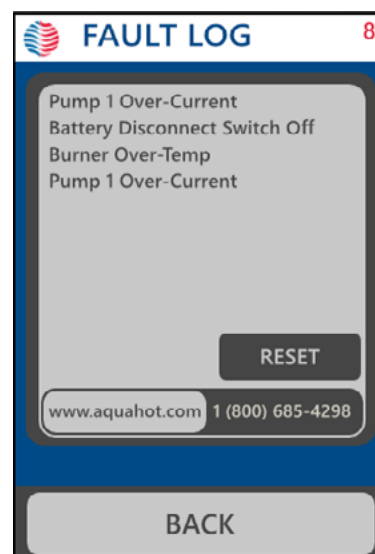 FAULT LOG 8
Pump 1 Over-Current
Battery Disconnect Switch Off
Burner Over-Temp
Pump 1 Over-Current
RESET
www.aquahot.com 1 (800) 685-4298
BACK